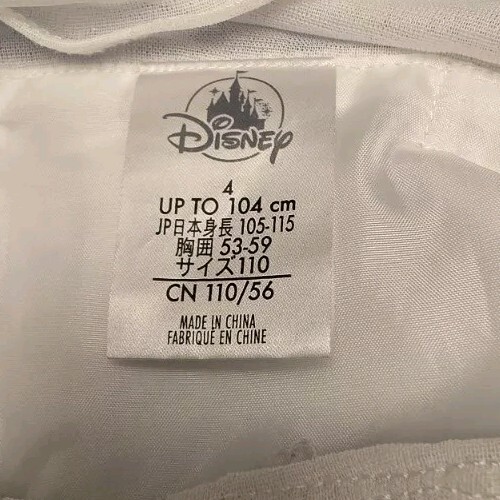 Disney
4
UP TO 104 cm
JP日本身長 105-115
胸囲 53-59
サイズ110
CN 110/56
MADE IN CHINA
FABRIQUÉ EN CHINE